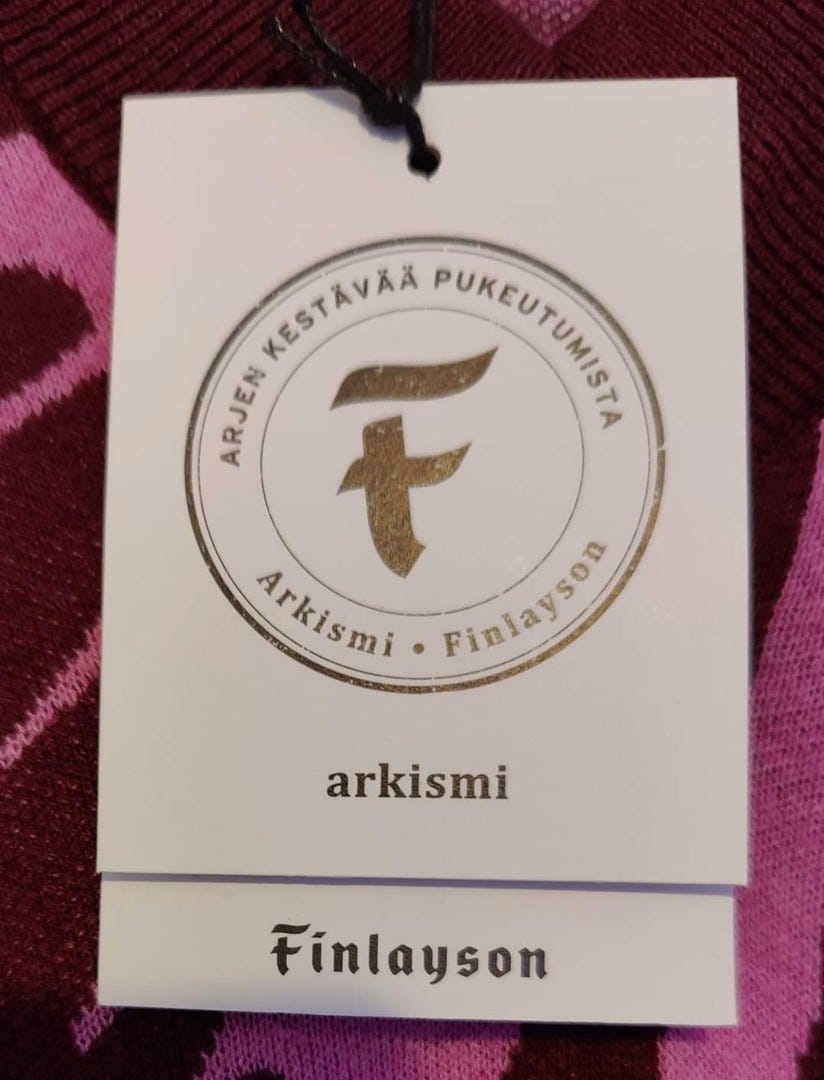 ARJEN KESTÄVÄÄ PUKEUTUMISTA
F
Arkismi • Finlayson
arkismi
Finlayson